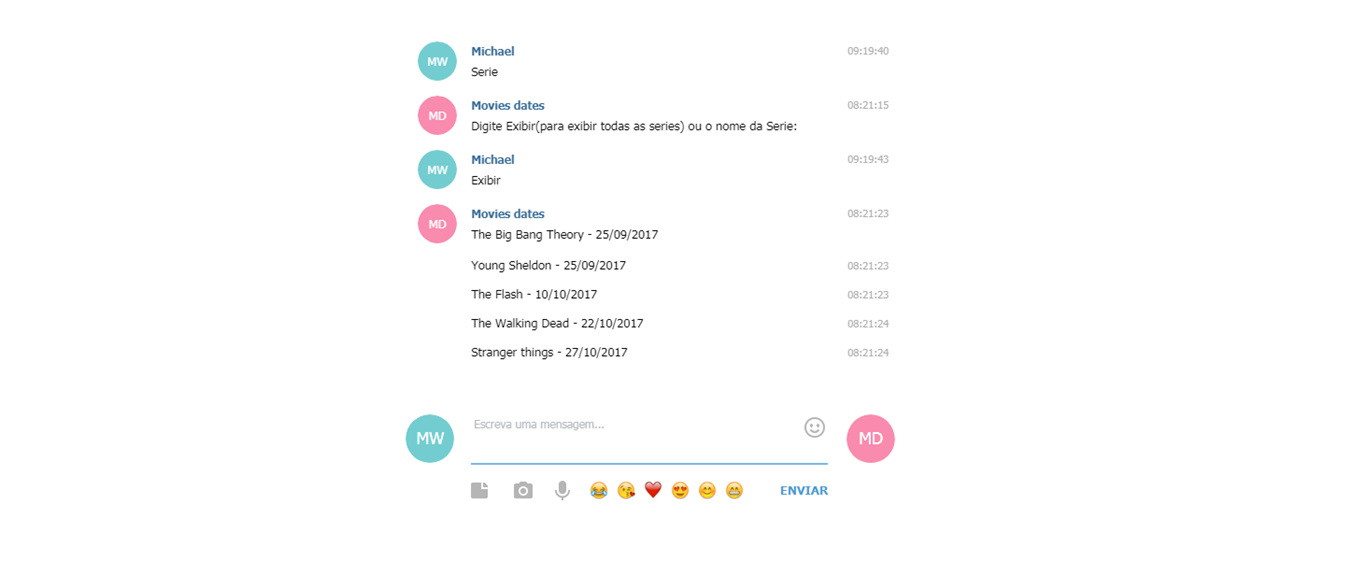 MW
Michael
09:19:40
Serie
MD
Movies dates
08:21:15
Digite Exibir(para exibir todas as series) ou o nome da Serie:
MW
Michael
09:19:43
Exibir
MD
Movies dates
08:21:23
The Big Bang Theory - 25/09/2017
Young Sheldon - 25/09/2017
08:21:23
The Flash - 10/10/2017
08:21:23
The Walking Dead - 22/10/2017
08:21:24
Stranger things - 27/10/2017
08:21:24
MW
Escreva uma mensagem...
MD
ENVIAR